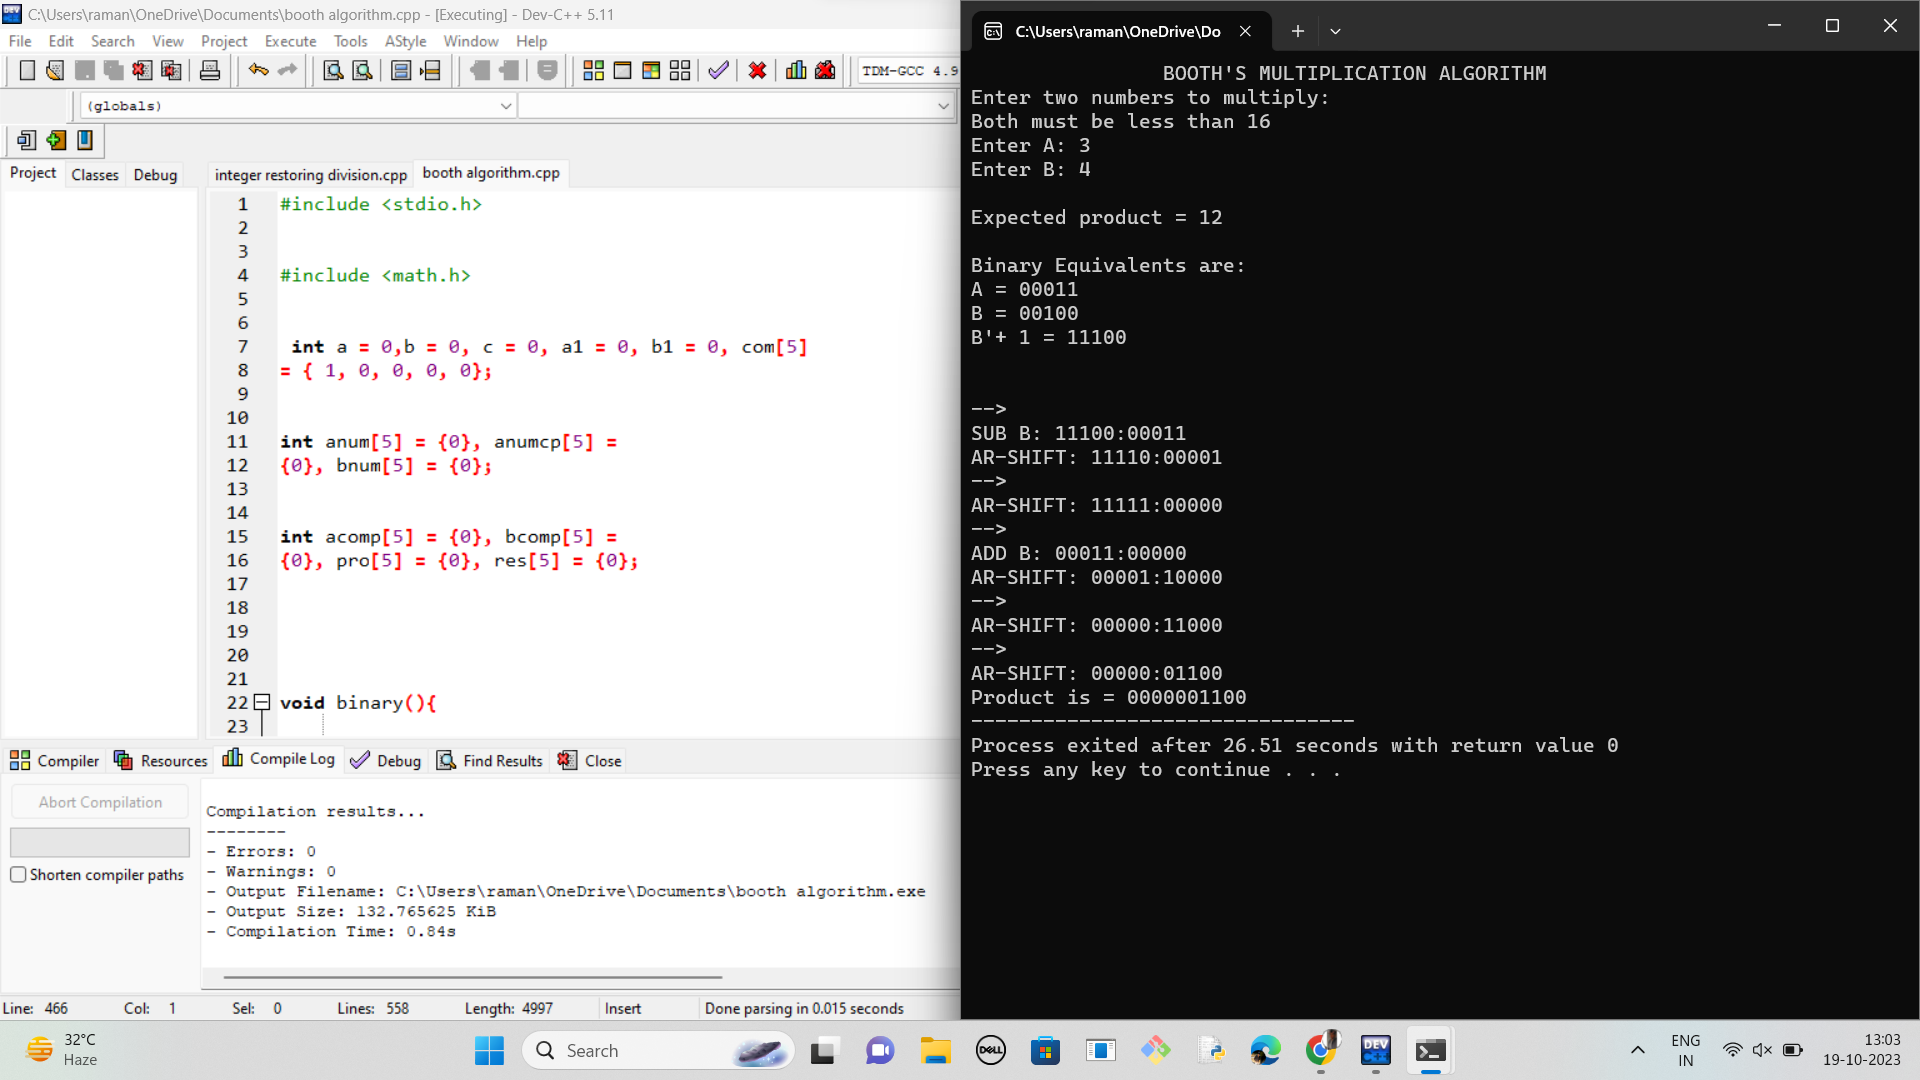 C:\Users\raman\OneDrive\Documents\booth algorithm.cpp - [Executing] - Dev-C++ 5.11
File Edit Search View Project Execute Tools AStyle Window Help
TDM-GCC 4.9
(globals)
Project Classes Debug
integer restoring division.cpp booth algorithm.cpp
1 #include <stdio.h>
2
3
4 #include <math.h>
5
6
7 int a = 0,b = 0, c = 0, a1 = 0, b1 = 0, com[5]
8 = { 1, 0, 0, 0, 0};
9
10
11 int anum[5] = {0}, anumcp[5] =
12 {0}, bnum[5] = {0};
13
14
15 int acomp[5] = {0}, bcomp[5] =
16 {0}, pro[5] = {0}, res[5] = {0};
17
18
19
20
21
22 void binary(){
23
Compiler Resources Compile Log Debug Find Results Close
Abort Compilation
Shorten compiler paths
Compilation results...
--------
- Errors: 0
- Warnings: 0
- Output Filename: C:\Users\raman\OneDrive\Documents\booth algorithm.exe
- Output Size: 132.765625 KiB
- Compilation Time: 0.84s
Line: 466 Col: 1 Sel: 0 Lines: 558 Length: 4997 Insert Done parsing in 0.015 seconds
C:\Users\raman\OneDrive\Do
BOOTH'S MULTIPLICATION ALGORITHM
Enter two numbers to multiply:
Both must be less than 16
Enter A: 3
Enter B: 4
Expected product = 12
Binary Equivalents are:
A = 00011
B = 00100
B'+ 1 = 11100
-->
SUB B: 11100:00011
AR-SHIFT: 11110:00001
-->
AR-SHIFT: 11111:00000
-->
ADD B: 00011:00000
AR-SHIFT: 00001:10000
-->
AR-SHIFT: 00000:11000
-->
AR-SHIFT: 00000:01100
Product is = 0000001100
--------------------------------
Process exited after 26.51 seconds with return value 0
Press any key to continue . . .
32°C
Haze
Search
DELL
DEV
C++
ENG
IN
13:03
19-10-2023